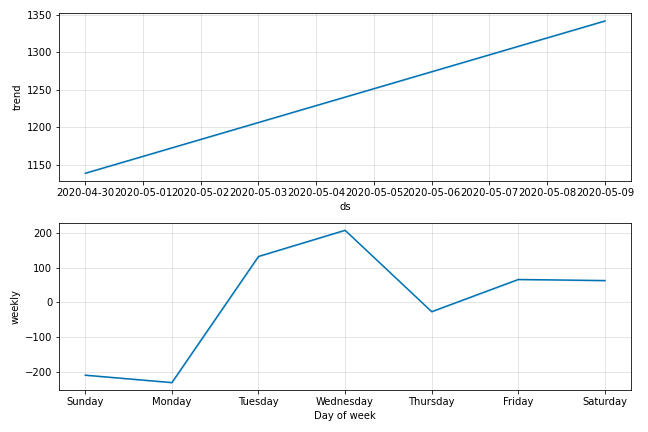 1350
1300
1250
1200
1150
trend
2020-04-30 2020-05-01 2020-05-02 2020-05-03 2020-05-04 2020-05-05 2020-05-06 2020-05-07 2020-05-08 2020-05-09
ds
200
100
0
−100
−200
weekly
Sunday Monday Tuesday Wednesday Thursday Friday Saturday
Day of week